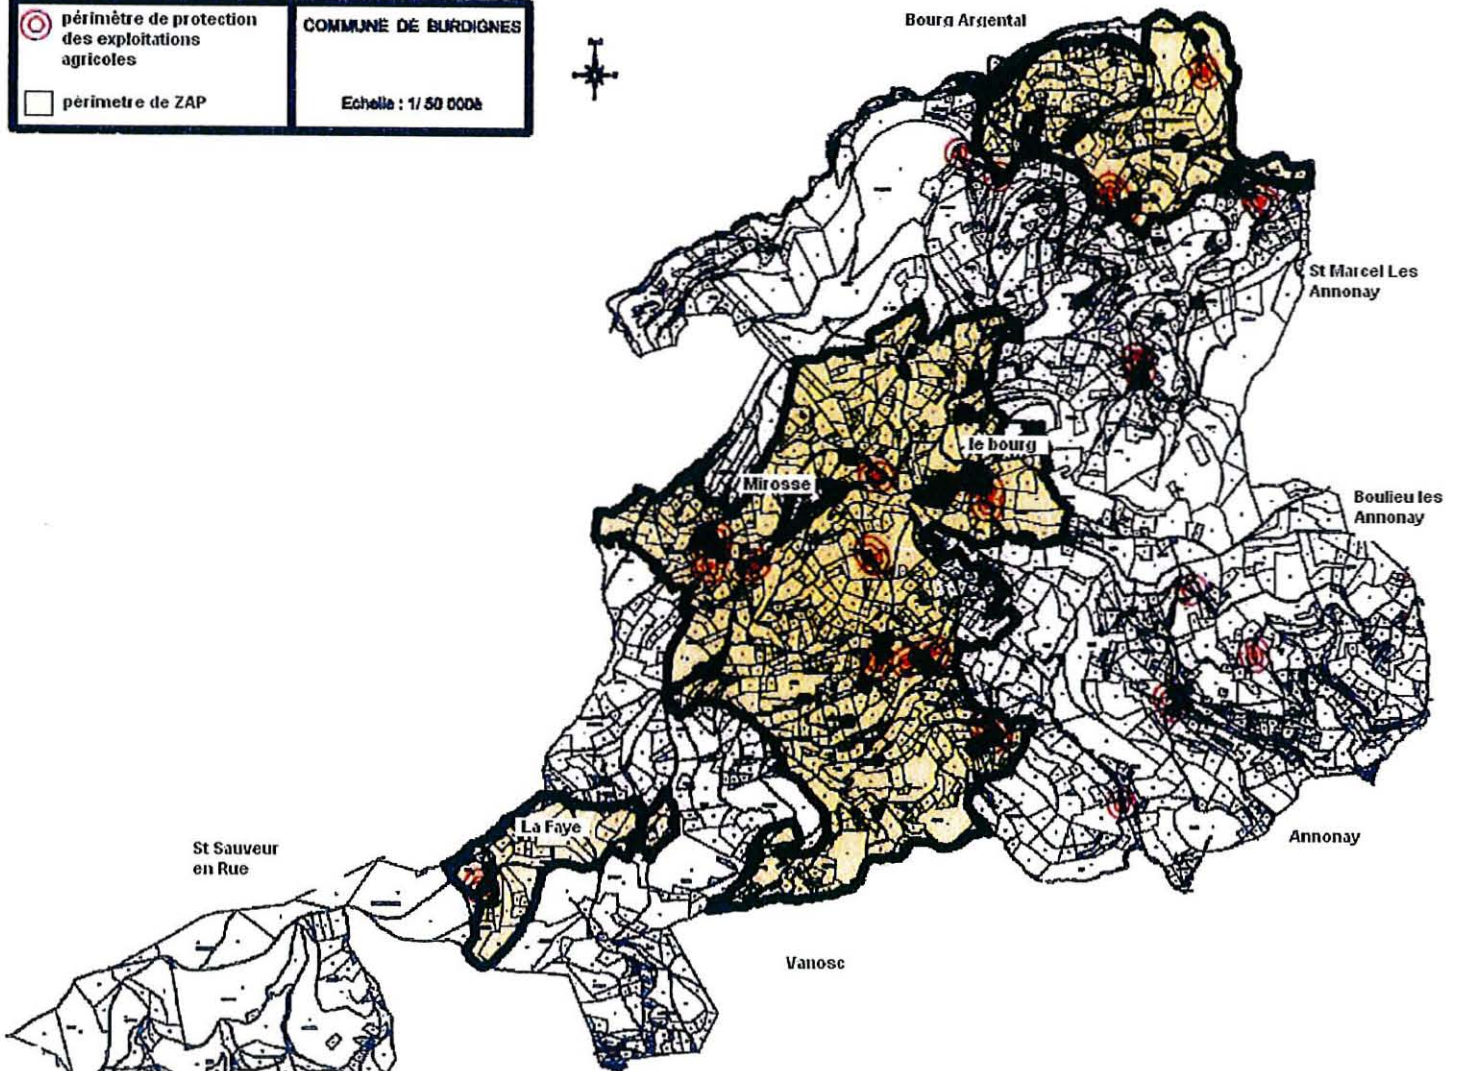 périmètre de protection
des exploitations
agricoles
périmetre de ZAP
COMMUNE DE BURDIGNES
Echelle : 1/ 50 000è
Bourg Argental
St Marcel Les
Annonay
le bourg
Mirosse
Boulieu les
Annonay
La Faye
St Sauveur
en Rue
Annonay
Vanosc